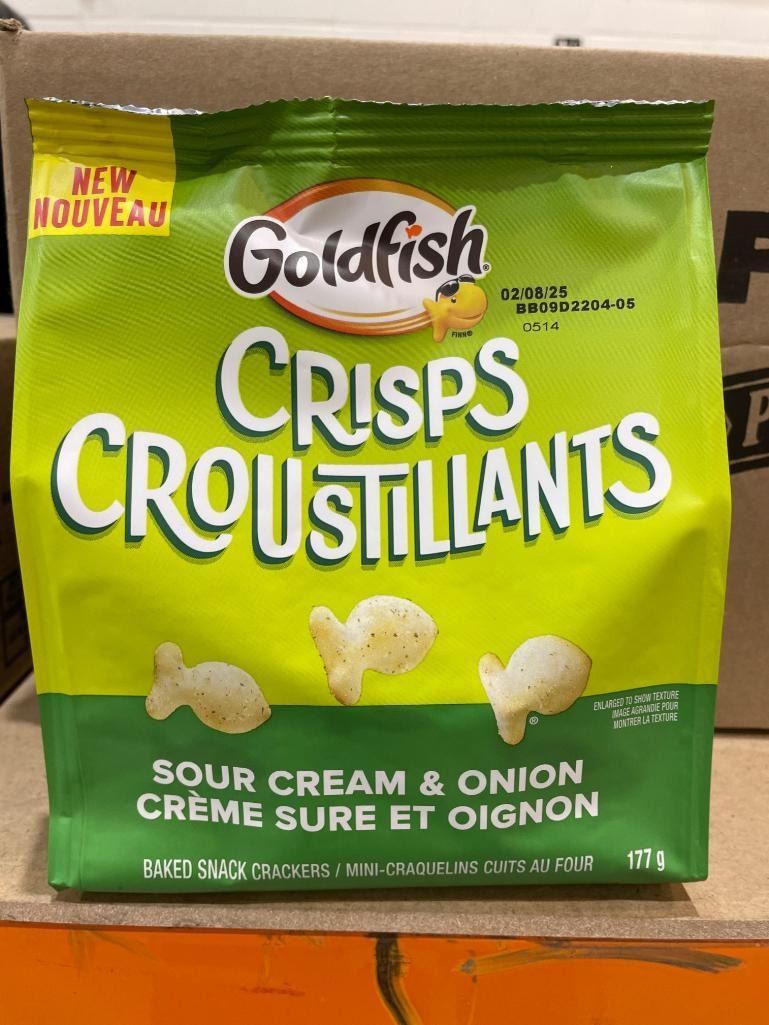 NEW
NOUVEAU
Goldfish®
FINN®
02/08/25
BB09D2204-05
0514
CRISPS
CROUSTILLANTS
ENLARGED TO SHOW TEXTURE
IMAGE AGRANDIE POUR
MONTRER LA TEXTURE
®
SOUR CREAM & ONION
CRÈME SURE ET OIGNON
BAKED SNACK CRACKERS / MINI-CRAQUELINS CUITS AU FOUR
177 g